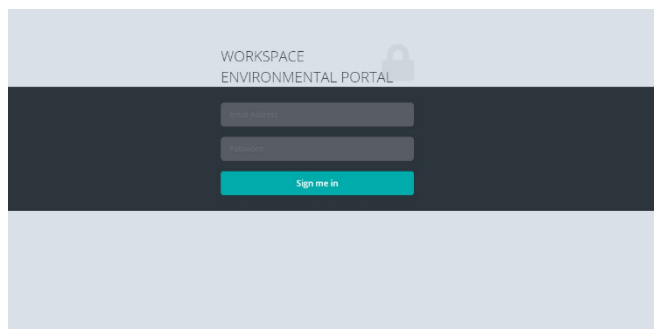 WORKSPACE
ENVIRONMENTAL PORTAL
Email Address
Password
Sign me in